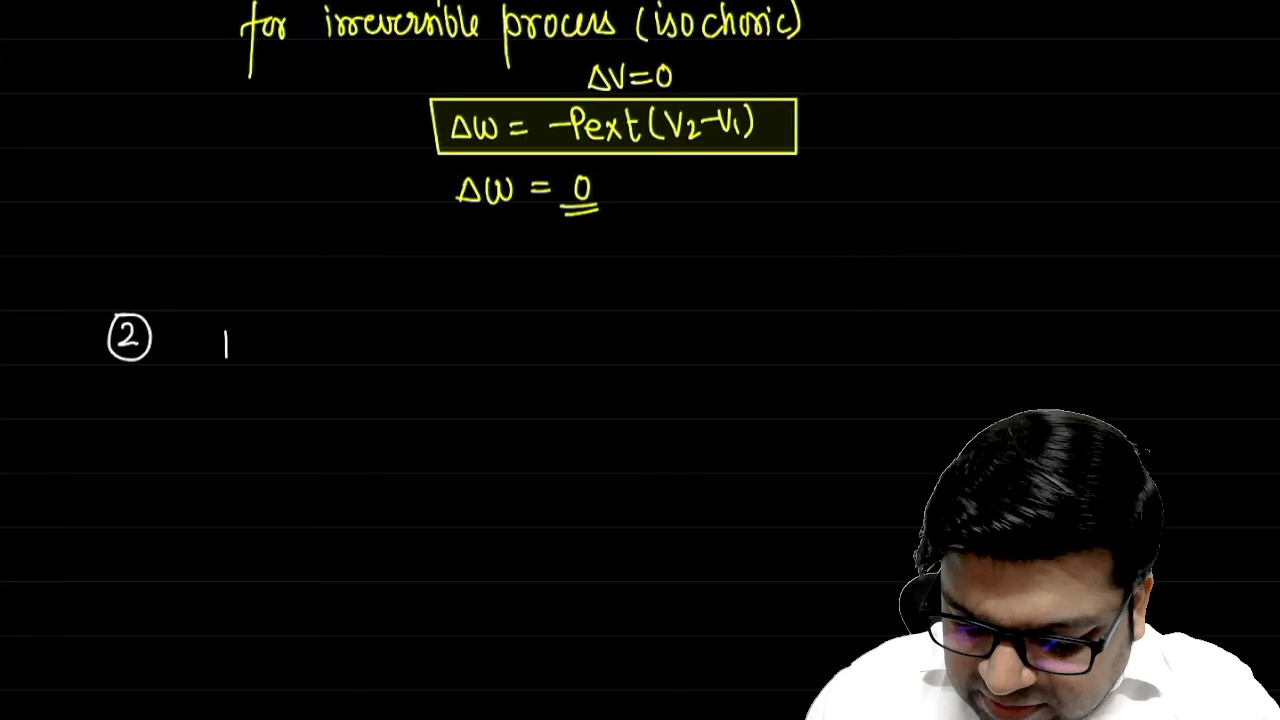 for irreversible process (isochoric)
ΔV=0
ΔW = -Pext(V₂-V₁)
ΔW = 0
② |